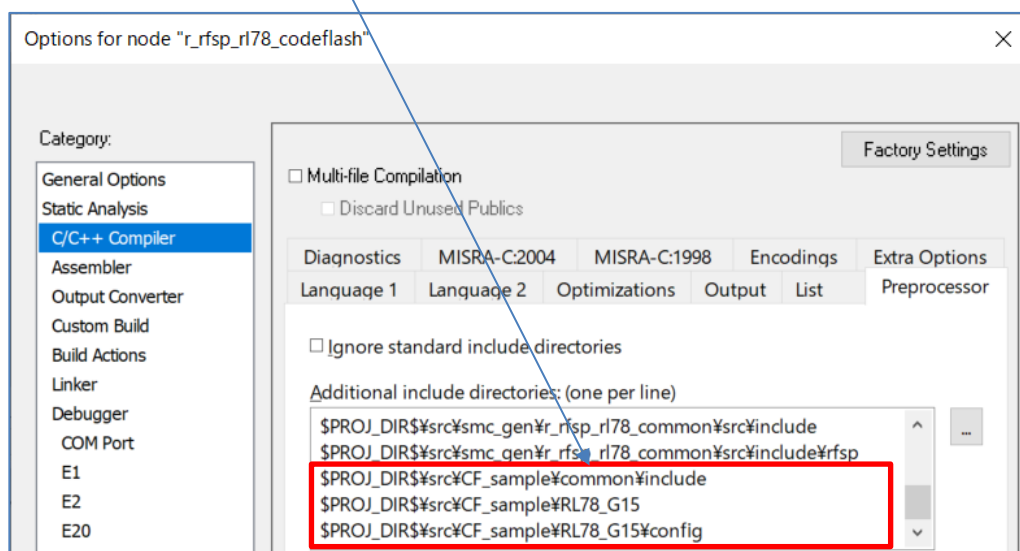 Options for node "r_rfsp_rl78_codeflash"
Category:
Factory Settings
General Options
Static Analysis
C/C++ Compiler
Assembler
Output Converter
Custom Build
Build Actions
Linker
Debugger
COM Port
E1
E2
E20
Multi-file Compilation
Discard Unused Publics
Diagnostics MISRA-C:2004 MISRA-C:1998 Encodings Extra Options
Language 1 Language 2 Optimizations Output List Preprocessor
Ignore standard include directories
Additional include directories: (one per line)
$PROJ_DIR$¥src¥smc_gen¥r_rfsp_rl78_common¥src¥include
$PROJ_DIR$¥src¥smc_gen¥r_rfsp_rl78_common¥src¥include¥rfsp
$PROJ_DIR$¥src¥CF_sample¥common¥include
$PROJ_DIR$¥src¥CF_sample¥RL78_G15
$PROJ_DIR$¥src¥CF_sample¥RL78_G15¥config
...